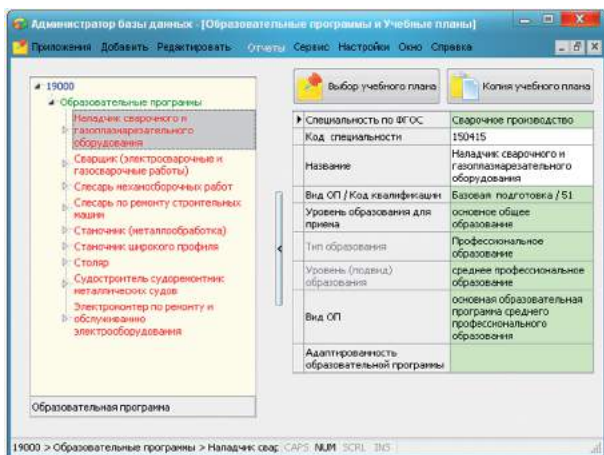 Администратор базы данных - [Образовательные программы и Учебные планы]
Приложения Добавить Редактировать Отчеты Сервис Настройки Окно Справка
19000
Образовательные программы
Наладчик сварочного и
газоплазморезательного
оборудования
Сварщик (электросварочные и
газосварочные работы)
Слесарь механосборочных работ
Слесарь по ремонту строительных
машин
Станочник (металлообработка)
Станочник широкого профиля
Столяр
Судостроитель судоремонтник
металлических судов
Электромонтер по ремонту и
обслуживанию
электрооборудования
Образовательная программа
Выбор учебного плана
Копия учебного плана
Специальность по ФГОС Сварочное производство
Код специальности 150415
Название
Наладчик сварочного и
газоплазморезательного
оборудования
Вид ОП / Код квалификации Базовая подготовка / 51
Уровень образования для
приема
основное общее
образование
Тип образования
Профессиональное
образование
Уровень (подвид)
образования
среднее профессиональное
образование
Вид ОП
основная образовательная
программа среднего
профессионального
образования
Адаптированность
образовательной программы
19000 > Образовательные программы > Наладчик свар CAPS NUM SCRL INS